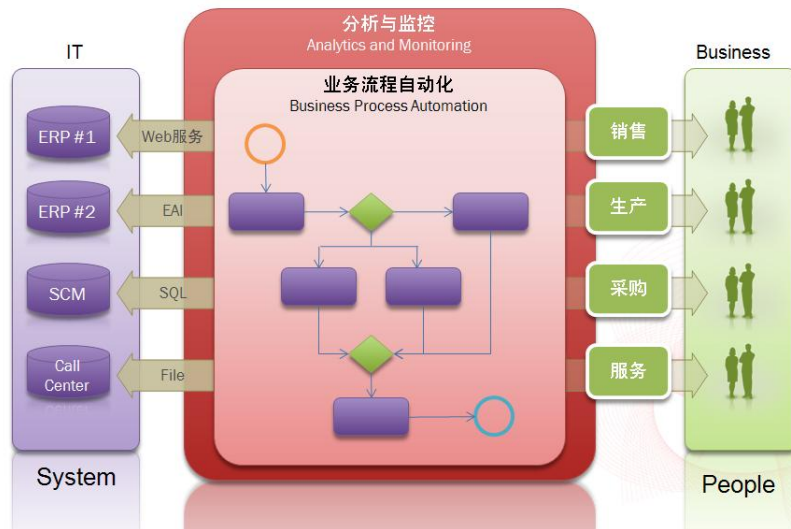 分析与监控
Analytics and Monitoring
IT
Business
业务流程自动化
Business Process Automation
ERP #1
Web服务
销售
ERP #2
EAI
生产
SCM
SQL
采购
Call
Center
File
服务
System
People